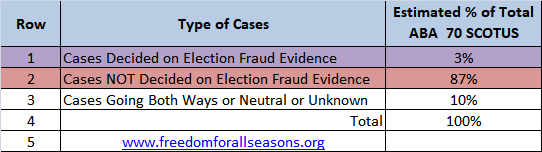 Row Type of Cases Estimated % of Total
ABA  70 SCOTUS
1 Cases Decided on Election Fraud Evidence 3%
2 Cases NOT Decided on Election Fraud Evidence 87%
3 Cases Going Both Ways or Neutral or Unknown 10%
4 Total 100%
5 www.freedomforallseasons.org